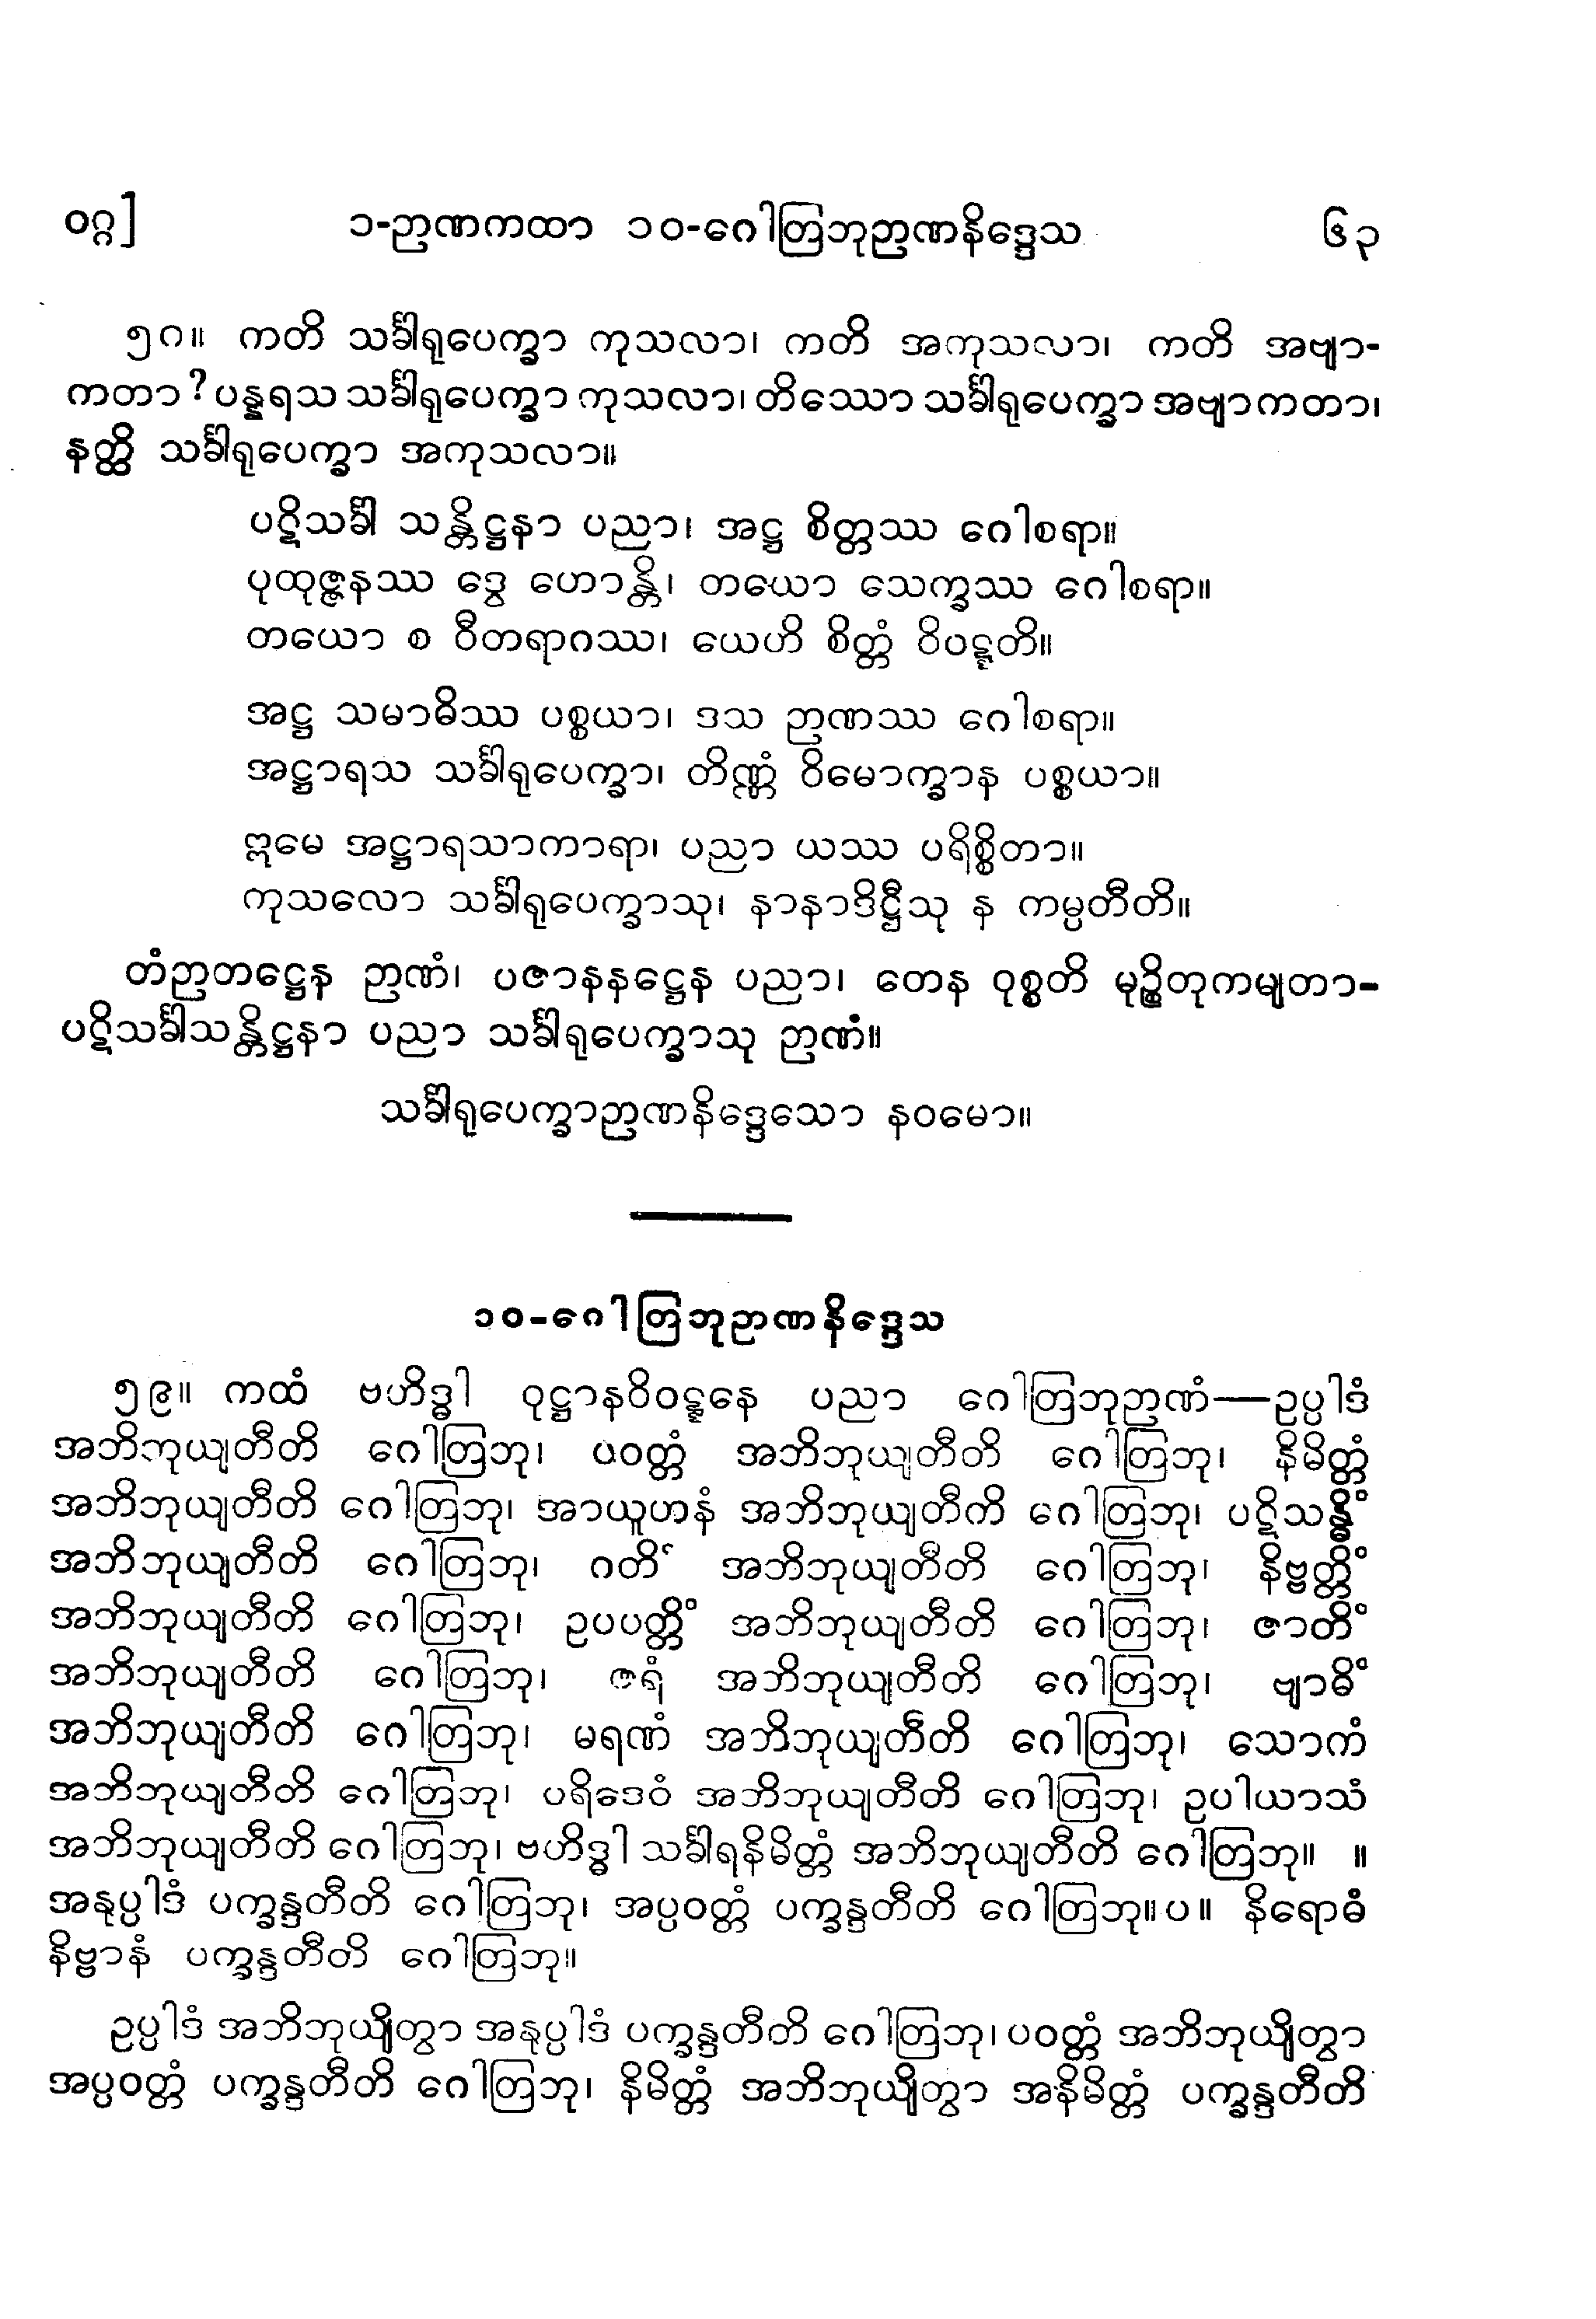 ဝဂ္ဂ] ၁-ဉာဏကထာ ၁၀-ဂေါတြဘုဉာဏနိဒ္ဒေသ ၆၃
၅၈။ ကတိ သင်္ခါရုပေက္ခာ ကုသလာ၊ ကတိ အကုသလာ၊ ကတိ အဗျာ-
ကတာ? ပန္နရသ သင်္ခါရုပေက္ခာ ကုသလာ၊ တိဿော သင်္ခါရုပေက္ခာ အဗျာကတာ၊
နတ္ထိ သင်္ခါရုပေက္ခာ အကုသလာ။
ပဋိသင်္ခါ သန္တိဋ္ဌနာ ပညာ၊ အဋ္ဌ စိတ္တဿ ဂေါစရာ။
ပုထုဇ္ဇနဿ ဒွေ ဟောန္တိ၊ တယော သေက္ခဿ ဂေါစရာ။
တယော စ ဝီတရာဂဿ၊ ယေဟိ စိတ္တံ ဝိဝဋ္ဋတိ။
အဋ္ဌ သမာဓိဿ ပစ္စယာ၊ ဒသ ဉာဏဿ ဂေါစရာ။
အဋ္ဌာရသ သင်္ခါရုပေက္ခာ၊ တိဏ္ဏံ ဝိမောက္ခာန ပစ္စယာ။
ဣမေ အဋ္ဌာရသာကာရာ၊ ပညာ ယဿ ပရိစ္စိတာ။
ကုသလော သင်္ခါရုပေက္ခာသု၊ နာနာဒိဋ္ဌီသု န ကမ္ပတီတိ။
တံဉာတဋ္ဌေန ဉာဏံ၊ ပဇာနနဋ္ဌေန ပညာ၊ တေန ဝုစ္စတိ မုဉ္စိတုကမျတာ-
ပဋိသင်္ခါသန္တိဋ္ဌနာ ပညာ သင်္ခါရုပေက္ခာသု ဉာဏံ။
သင်္ခါရုပေက္ခာဉာဏနိဒ္ဒေသော နဝမော။
၁၀-ဂေါတြဘုဉာဏနိဒ္ဒေသ
၅၉။ ကထံ ဗဟိဒ္ဓါ ဝုဋ္ဌာနဝိဝဋ္ဋနေ ပညာ ဂေါတြဘုဉာဏံ—ဥပ္ပါဒံ
အဘိဘုယျတီတိ ဂေါတြဘု၊ ပဝတ္တံ အဘိဘုယျတီတိ ဂေါတြဘု၊ နိမိတ္တံ
အဘိဘုယျတီတိ ဂေါတြဘု၊ အာယူဟနံ အဘိဘုယျတီကိ ဂေါတြဘု၊ ပဋိသန္ဓိံ
အဘိဘုယျတီတိ ဂေါတြဘု၊ ဂတိံ အဘိဘုယျတီတိ ဂေါတြဘု၊ နိဗ္ဗတ္တိံ
အဘိဘုယျတီတိ ဂေါတြဘု၊ ဥပပတ္တိံ အဘိဘုယျတီတိ ဂေါတြဘု၊ ဇာတိံ
အဘိဘုယျတီတိ ဂေါတြဘု၊ ဇရံ အဘိဘုယျတီတိ ဂေါတြဘု၊ ဗျာဓိံ
အဘိဘုယျတီတိ ဂေါတြဘု၊ မရဏံ အဘိဘုယျတီတိ ဂေါတြဘု၊ သောကံ
အဘိဘုယျတီတိ ဂေါတြဘု၊ ပရိဒေဝံ အဘိဘုယျတီတိ ဂေါတြဘု၊ ဥပါယာသံ
အဘိဘုယျတီတိ ဂေါတြဘု၊ ဗဟိဒ္ဓါ သင်္ခါရနိမိတ္တံ အဘိဘုယျတီတိ ဂေါတြဘု။ ။
အနုပ္ပါဒံ ပက္ခန္ဒတီတိ ဂေါတြဘု၊ အပ္ပဝတ္တံ ပက္ခန္ဒတီတိ ဂေါတြဘု။ ပ။ နိရောဓံ
နိဗ္ဗာနံ ပက္ခန္ဒတီတိ ဂေါတြဘု။
ဥပ္ပါဒံ အဘိဘုယျိတွာ အနုပ္ပါဒံ ပက္ခန္ဒတီတိ ဂေါတြဘု၊ ပဝတ္တံ အဘိဘုယျိတွာ
အပ္ပဝတ္တံ ပက္ခန္ဒတီတိ ဂေါတြဘု၊ နိမိတ္တံ အဘိဘုယျိတွာ အနိမိတ္တံ ပက္ခန္ဒတီတိ